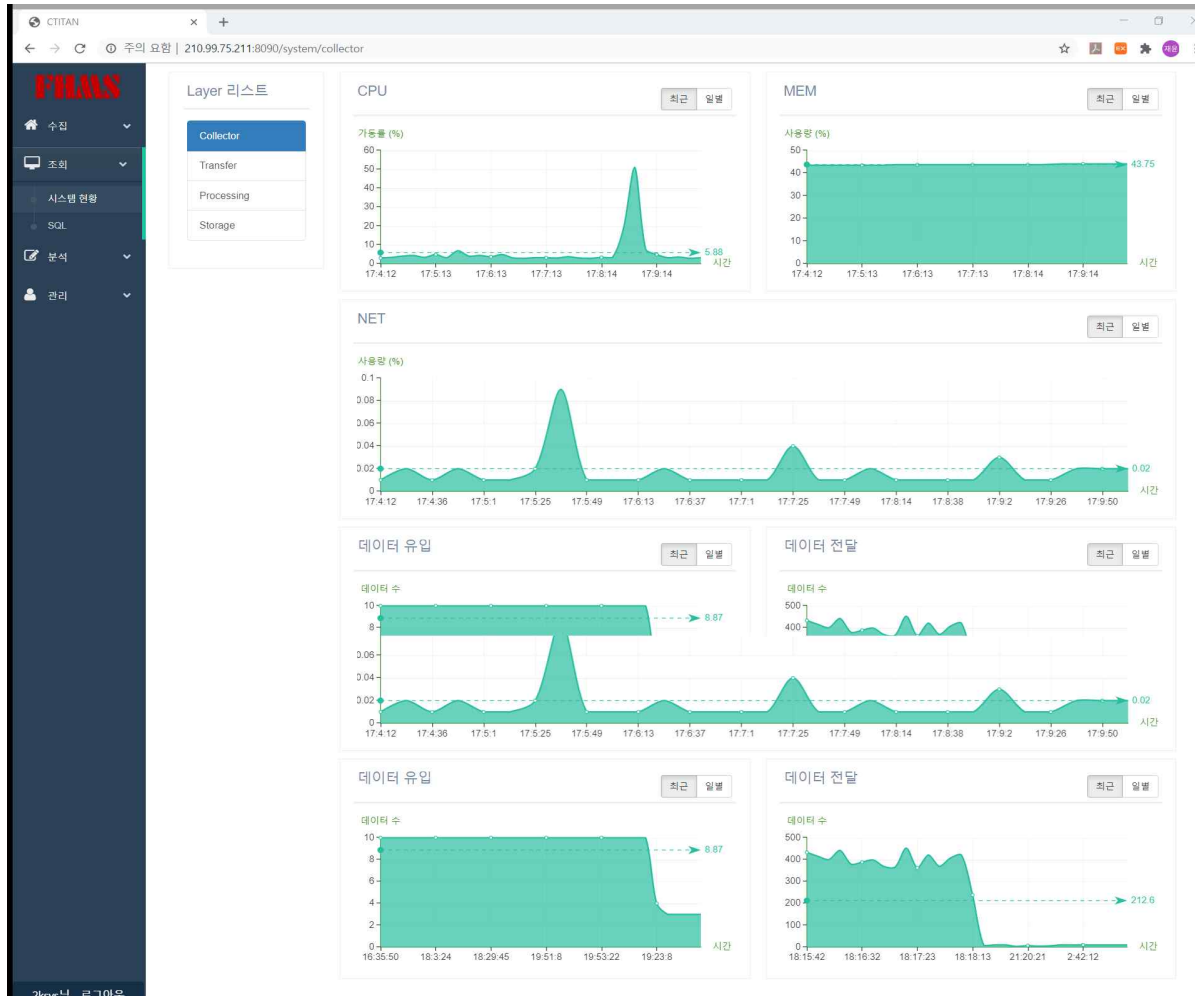 CTITAN
주의 요함 | 210.99.75.211:8090/system/collector
재용
FHMS
수집
조회
시스템 현황
SQL
분석
관리
Layer 리스트
Collector
Transfer
Processing
Storage
CPU
최근 일별
가동률 (%)
60
50
40
30
20
10
0
5.88
시간
17:4:12 17:5:13 17:6:13 17:7:13 17:8:14 17:9:14
MEM
최근 일별
사용량 (%)
50
40
30
20
10
0
43.75
시간
17:4:12 17:5:13 17:6:13 17:7:13 17:8:14 17:9:14
NET
최근 일별
사용량 (%)
0.1
0.08
0.06
0.04
0.02
0
0.02
시간
17:4:12 17:4:36 17:5:1 17:5:25 17:5:49 17:6:13 17:6:37 17:7:1 17:7:25 17:7:49 17:8:14 17:8:38 17:9:2 17:9:26 17:9:50
데이터 유입
최근 일별
데이터 수
10
8
8.87
데이터 전달
최근 일별
데이터 수
500
400
0.06
0.04
0.02
0
0.02
시간
17:4:12 17:4:36 17:5:1 17:5:25 17:5:49 17:6:13 17:6:37 17:7:1 17:7:25 17:7:49 17:8:14 17:8:38 17:9:2 17:9:26 17:9:50
데이터 유입
최근 일별
데이터 수
10
8
6
4
2
0
8.87
시간
16:35:50 18:3:24 18:29:45 19:51:8 19:53:22 19:23:8
데이터 전달
최근 일별
데이터 수
500
400
300
200
100
0
212.6
시간
18:15:42 18:16:32 18:17:23 18:18:13 21:20:21 2:42:12
로그아웃